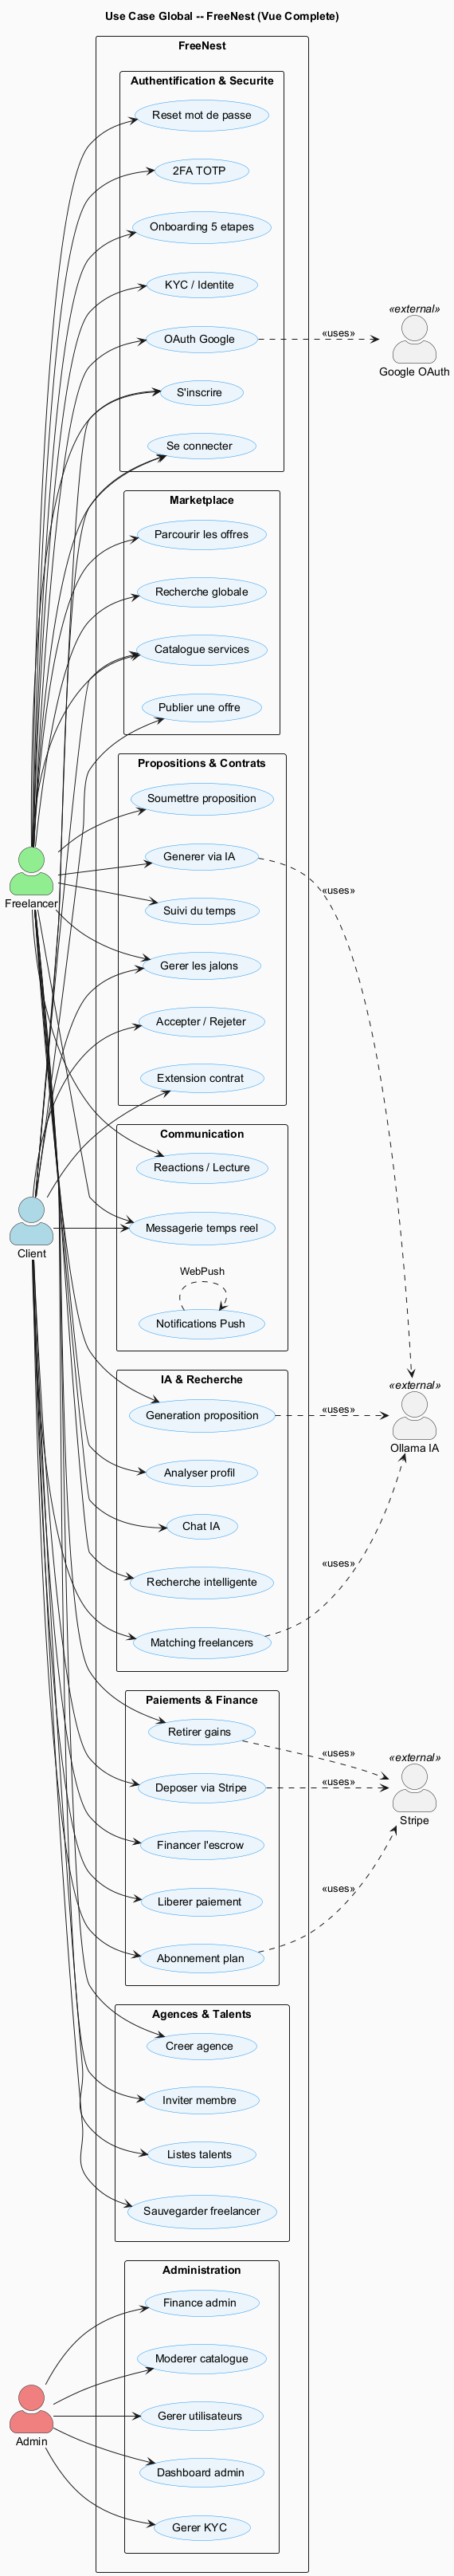 Use Case Global -- FreeNest (Vue Complete)
FreeNest
Authentification & Securite
Reset mot de passe
2FA TOTP
Onboarding 5 etapes
KYC / Identite
OAuth Google
«uses»
«external»
Google OAuth
S'inscrire
Se connecter
Marketplace
Parcourir les offres
Recherche globale
Catalogue services
Publier une offre
Propositions & Contrats
Soumettre proposition
Generer via IA
«uses»
Freelancer
Suivi du temps
Gerer les jalons
Accepter / Rejeter
Extension contrat
Communication
Reactions / Lecture
Messagerie temps reel
Client
WebPush
Notifications Push
IA & Recherche
Generation proposition
«uses»
«external»
Ollama IA
Analyser profil
Chat IA
Recherche intelligente
«uses»
Matching freelancers
Paiements & Finance
Retirer gains
«uses»
Deposer via Stripe
«uses»
«external»
Stripe
Financer l'escrow
Liberer paiement
«uses»
Abonnement plan
Agences & Talents
Creer agence
Inviter membre
Listes talents
Sauvegarder freelancer
Administration
Finance admin
Moderer catalogue
Gerer utilisateurs
Admin
Dashboard admin
Gerer KYC